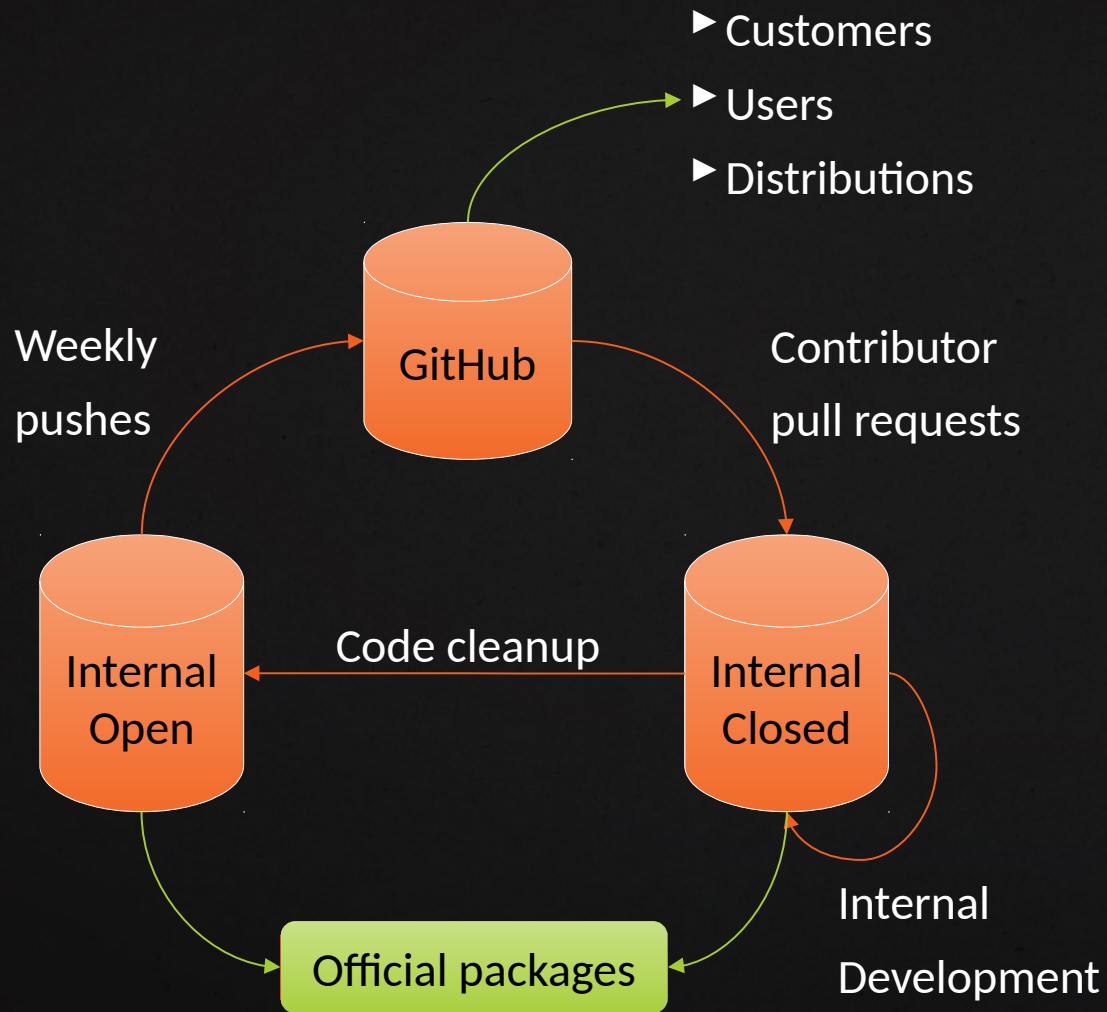 Customers
Users
Distributions
Weekly
pushes
GitHub
Contributor
pull requests
Code cleanup
Internal
Open
Internal
Closed
Internal
Development
Official packages